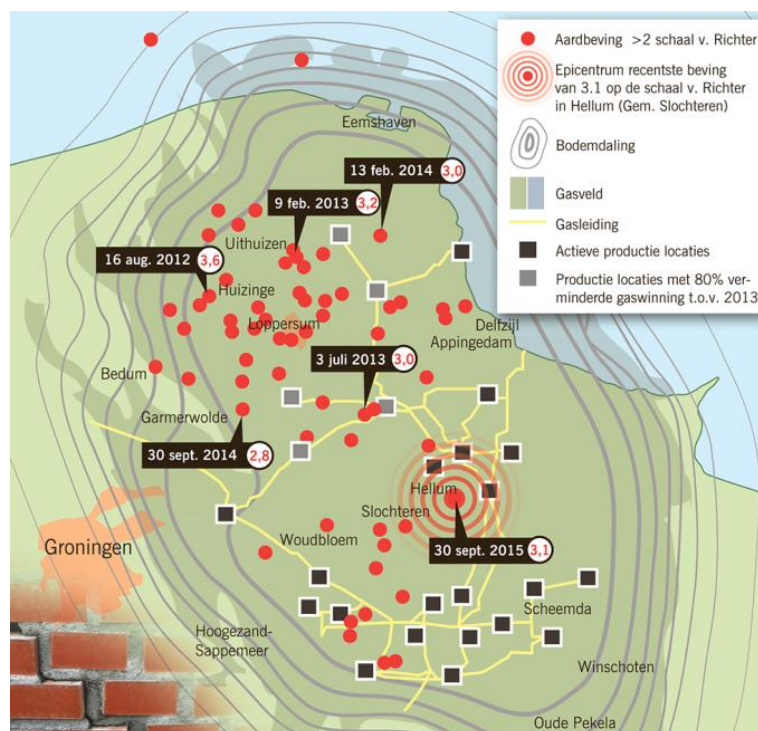 Aardbeving >2 schaal v. Richter
Epicentrum recentste beving
van 3.1 op de schaal v. Richter
in Hellum (Gem. Slochteren)
Bodemdaling
Gasveld
Gasleiding
Actieve productie locaties
Productie locaties met 80% ver-
minderde gaswinning t.o.v. 2013
Eemshaven
13 feb. 2014 3,0
9 feb. 2013 3,2
Uithuizen
16 aug. 2012 3,6
Huizinge
Loppersum
Delfzijl
Appingedam
3 juli 2013 3,0
Bedum
Garmerwolde
30 sept. 2014 2,8
Hellum
Slochteren
Woudbloem
30 sept. 2015 3,1
Groningen
Scheemda
Hoogezand-
Sappemeer
Winschoten
Oude Pekela